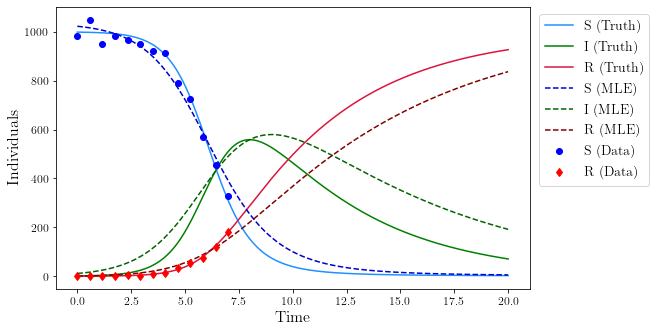 1000
800
600
400
200
0
Individuals
0.0 2.5 5.0 7.5 10.0 12.5 15.0 17.5 20.0
Time
S (Truth)
I (Truth)
R (Truth)
S (MLE)
I (MLE)
R (MLE)
S (Data)
R (Data)